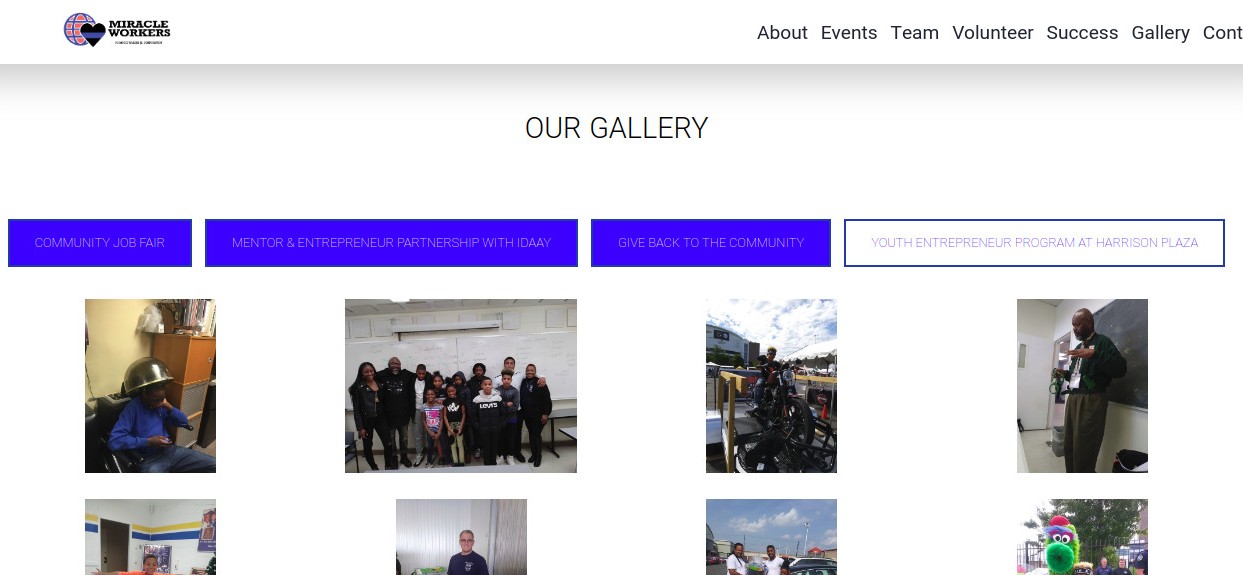 MIRACLE
WORKERS
About Events Team Volunteer Success Gallery Cont
OUR GALLERY
COMMUNITY JOB FAIR
MENTOR & ENTREPRENEUR PARTNERSHIP WITH IDAAY
GIVE BACK TO THE COMMUNITY
YOUTH ENTREPRENEUR PROGRAM AT HARRISON PLAZA
LEVI'S